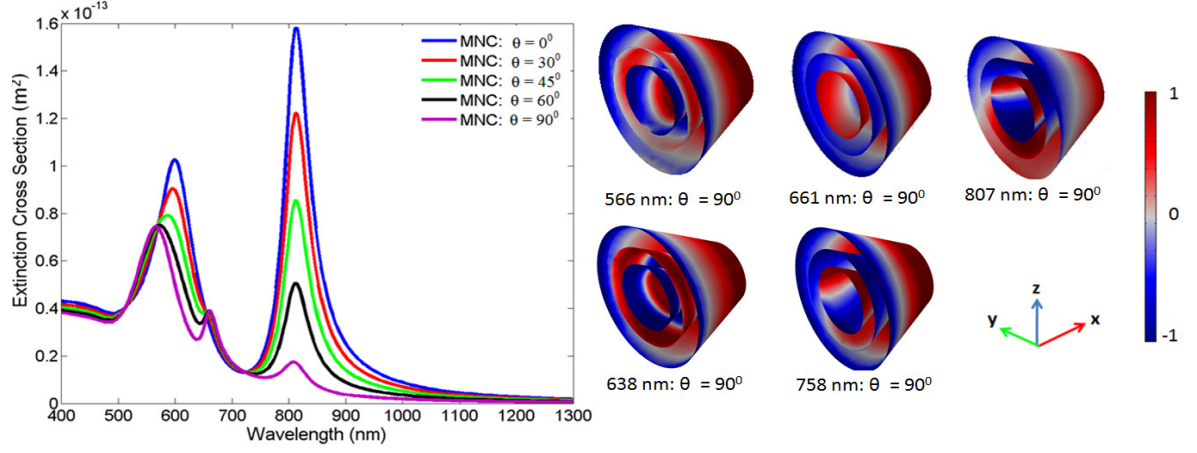 x 10⁻¹³
1.6
1.4
1.2
1
0.8
0.6
0.4
0.2
0
Extinction Cross Section (m⁻²)
400 500 600 700 800 900 1000 1100 1200 1300
Wavelength (nm)
MNC: θ = 0⁰
MNC: θ = 30⁰
MNC: θ = 45⁰
MNC: θ = 60⁰
MNC: θ = 90⁰
566 nm: θ = 90⁰
661 nm: θ = 90⁰
807 nm: θ = 90⁰
638 nm: θ = 90⁰
758 nm: θ = 90⁰
z
y
x
1
0
-1